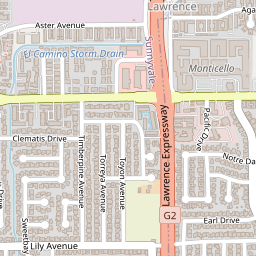 Lawrence
Aster Avenue
Aga
El Camino Storm Drain
Sunnyvale
Monticello
Lawrence Expressway
Pacific Drive
Clematis Drive
Timberpine Avenue
Torreya Avenue
Toyon Avenue
Notre Da
G2
Earl Drive
Sweetbay
Lily Avenue